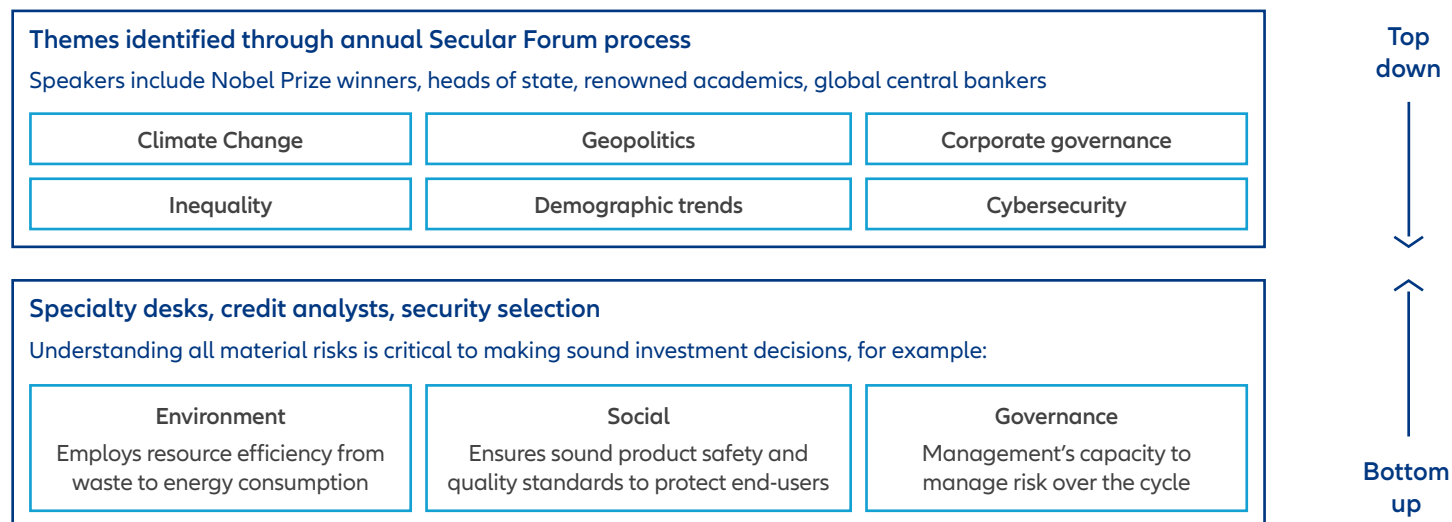 Themes identified through annual Secular Forum process
Speakers include Nobel Prize winners, heads of state, renowned academics, global central bankers
Climate Change
Geopolitics
Corporate governance
Inequality
Demographic trends
Cybersecurity
Top
down
Specialty desks, credit analysts, security selection
Understanding all material risks is critical to making sound investment decisions, for example:
Environment
Employs resource efficiency from
waste to energy consumption
Social
Ensures sound product safety and
quality standards to protect end-users
Governance
Management’s capacity to
manage risk over the cycle
Bottom
up